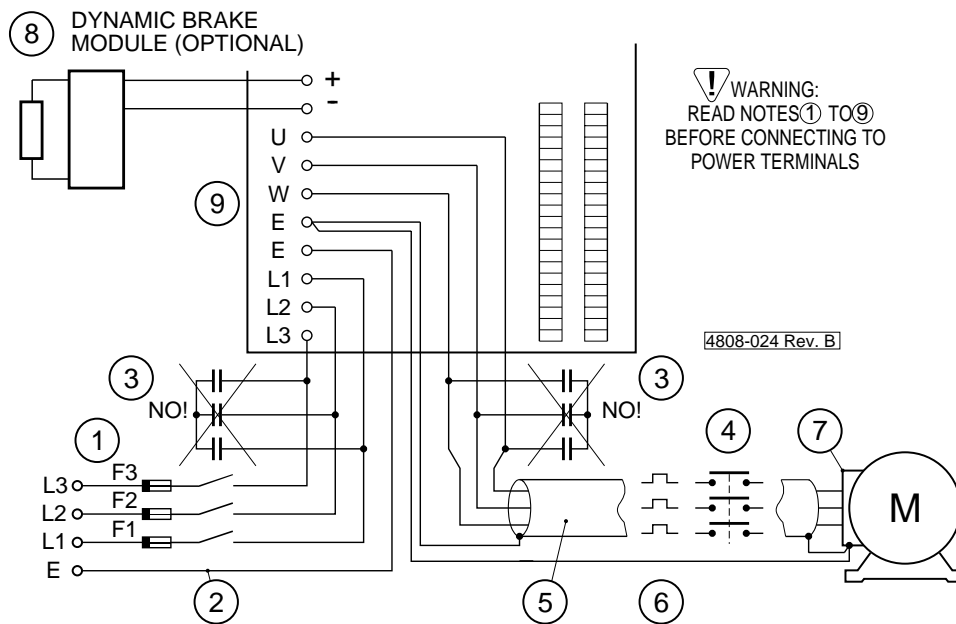 8 DYNAMIC BRAKE
MODULE (OPTIONAL)
+
-
U
V
W
E
E
L1
L2
L3
9
! WARNING:
READ NOTES 1 TO 9
BEFORE CONNECTING TO
POWER TERMINALS
4808-024 Rev. B
3
NO!
3
NO!
1
F3
L3
F2
L2
F1
L1
E
2
4
7
M
5
6